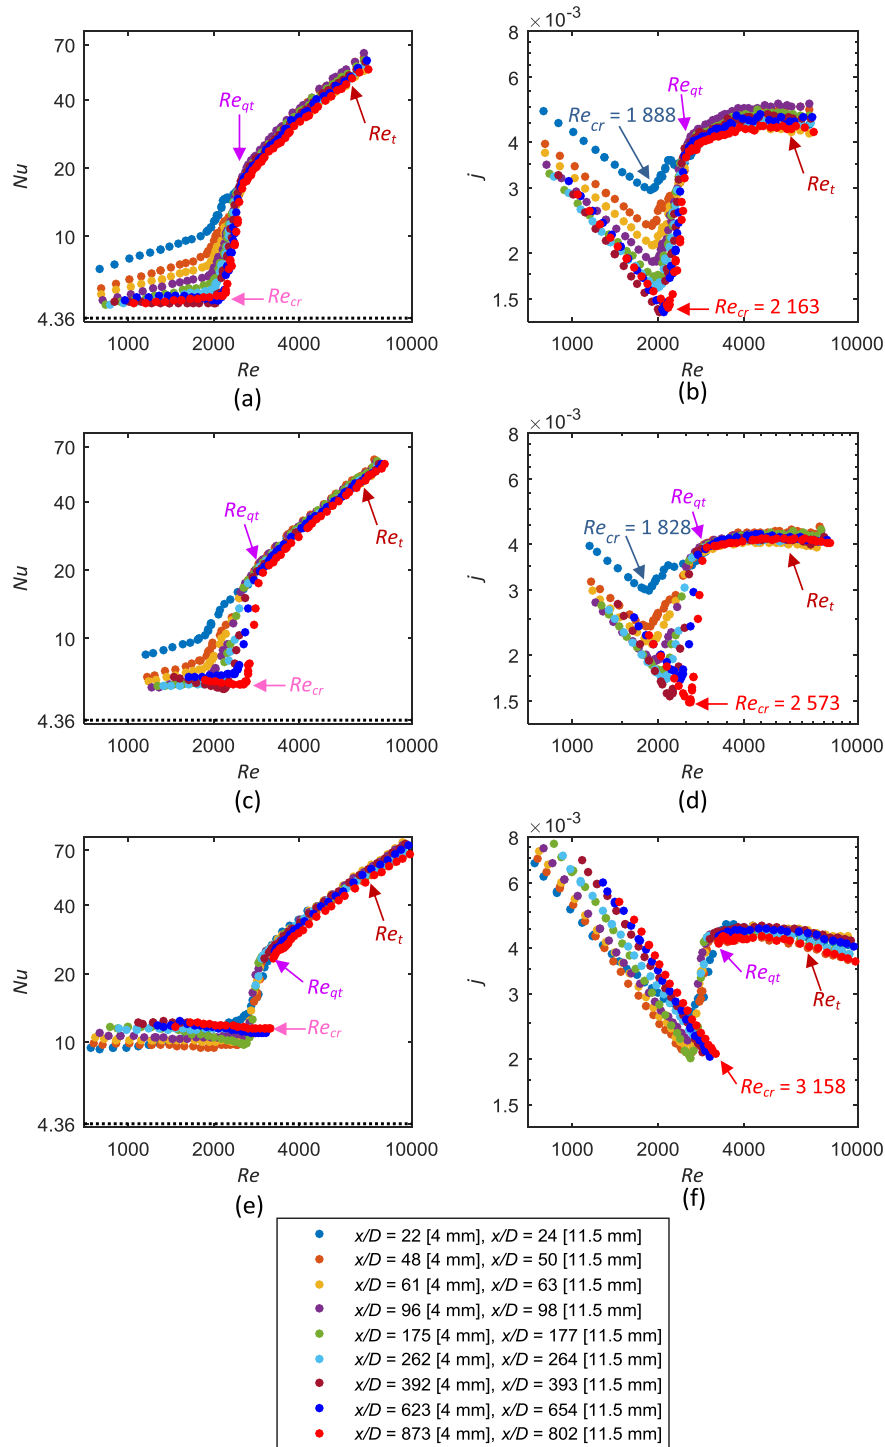 ×10⁻³
70
40
20
10
4.36
Nu
Re_qt
Re_t
Re_cr
1000 2000 4000 10000
Re
(a)
8
6
4
3
2
1.5
j
Re_qt
Re_cr = 1 888
Re_t
Re_cr = 2 163
1000 2000 4000 10000
Re
(b)
70
40
20
10
4.36
Nu
Re_qt
Re_t
Re_cr
1000 2000 4000 10000
Re
(c)
×10⁻³
8
6
4
3
2
1.5
j
Re_qt
Re_cr = 1 828
Re_t
Re_cr = 2 573
1000 2000 4000 10000
Re
(d)
70
40
20
10
4.36
Nu
Re_t
Re_qt
Re_cr
1000 2000 4000 10000
Re
(e)
×10⁻³
8
6
4
3
2
1.5
j
Re_qt
Re_t
Re_cr = 3 158
1000 2000 4000 10000
Re
(f)
x/D = 22 [4 mm], x/D = 24 [11.5 mm]
x/D = 48 [4 mm], x/D = 50 [11.5 mm]
x/D = 61 [4 mm], x/D = 63 [11.5 mm]
x/D = 96 [4 mm], x/D = 98 [11.5 mm]
x/D = 175 [4 mm], x/D = 177 [11.5 mm]
x/D = 262 [4 mm], x/D = 264 [11.5 mm]
x/D = 392 [4 mm], x/D = 393 [11.5 mm]
x/D = 623 [4 mm], x/D = 654 [11.5 mm]
x/D = 873 [4 mm], x/D = 802 [11.5 mm]